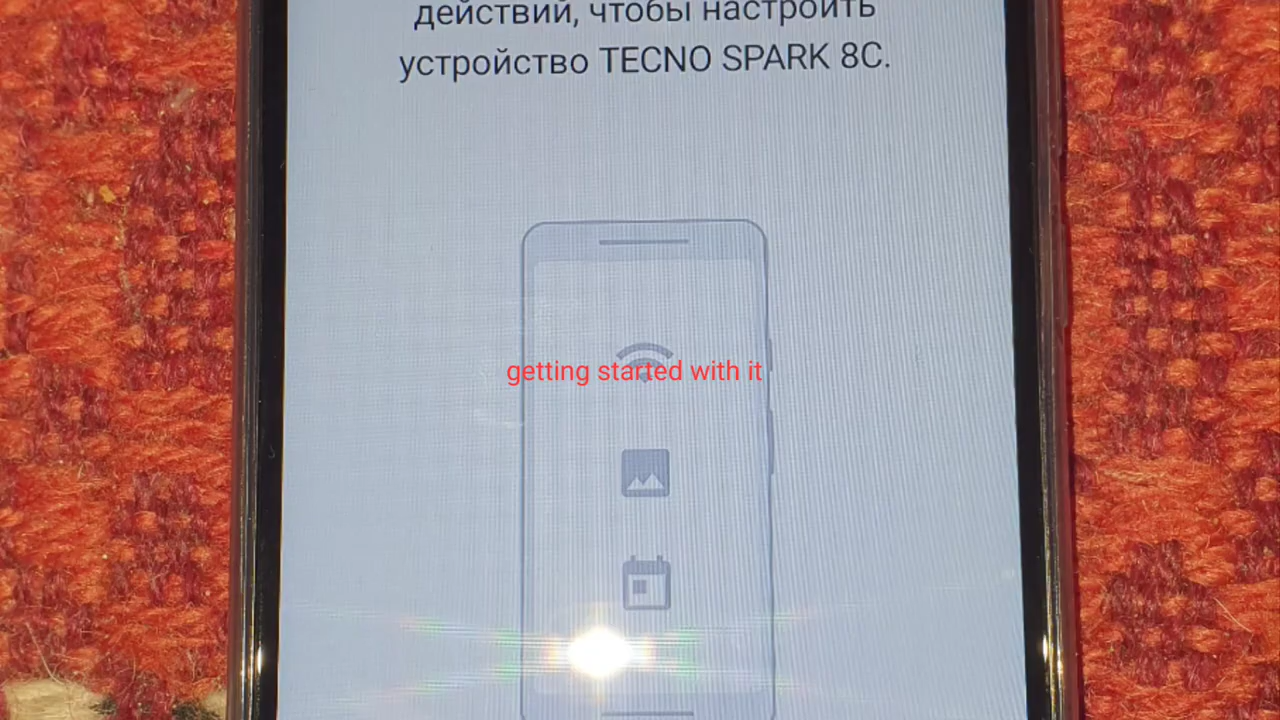 действий, чтобы настроить
устройство TECNO SPARK 8C.
getting started with it